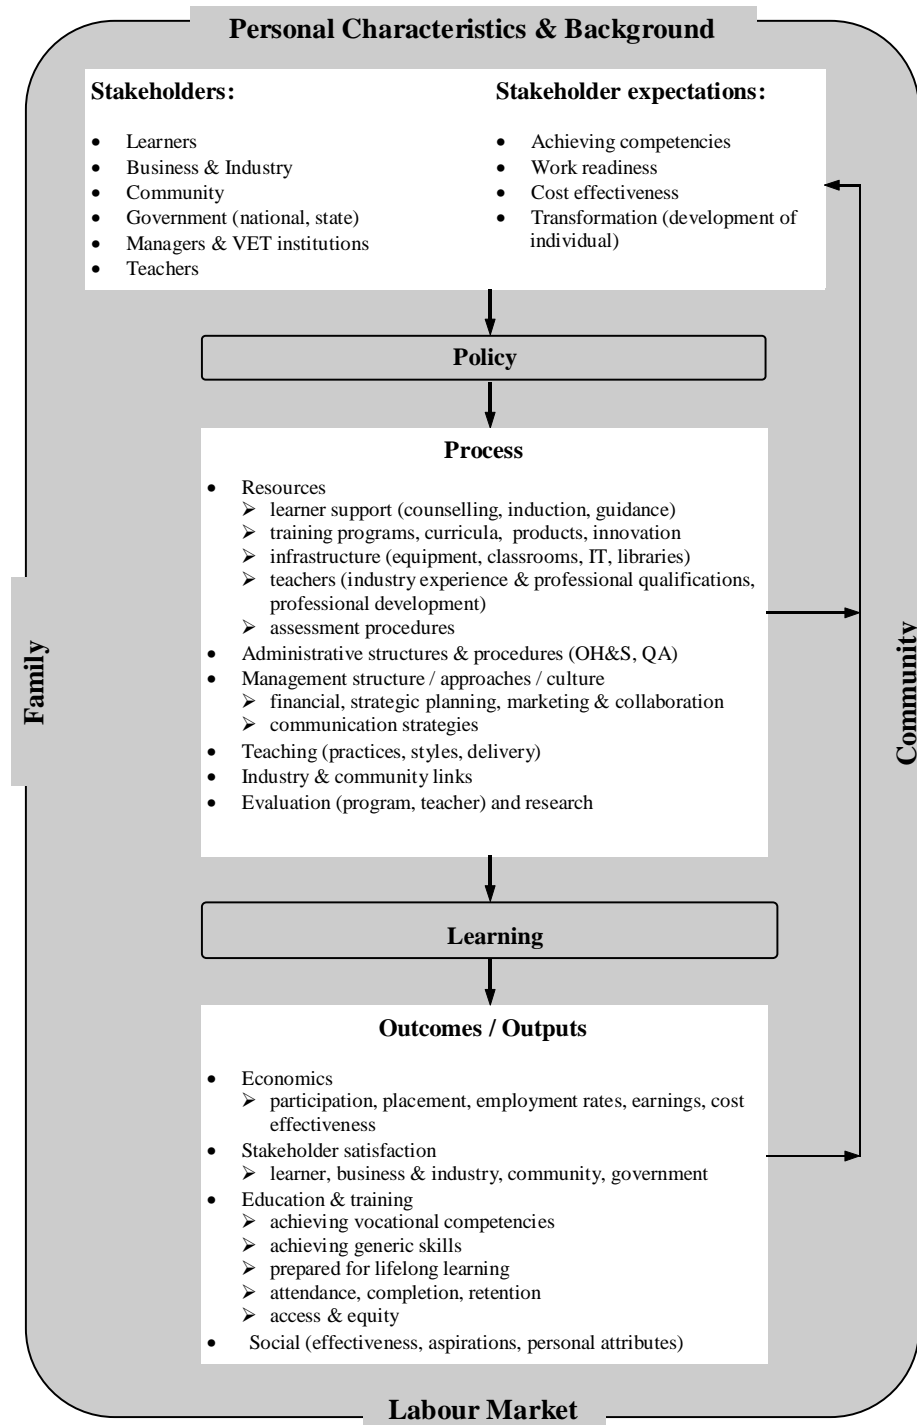 Personal Characteristics & Background
Stakeholders:
• Learners
• Business & Industry
• Community
• Government (national, state)
• Managers & VET institutions
• Teachers
Stakeholder expectations:
• Achieving competencies
• Work readiness
• Cost effectiveness
• Transformation (development of
individual)
Policy
Process
• Resources
➢ learner support (counselling, induction, guidance)
➢ training programs, curricula, products, innovation
➢ infrastructure (equipment, classrooms, IT, libraries)
➢ teachers (industry experience & professional qualifications,
professional development)
➢ assessment procedures
• Administrative structures & procedures (OH&S, QA)
• Management structure / approaches / culture
➢ financial, strategic planning, marketing & collaboration
➢ communication strategies
• Teaching (practices, styles, delivery)
• Industry & community links
• Evaluation (program, teacher) and research
Family
Community
Learning
Outcomes / Outputs
• Economics
➢ participation, placement, employment rates, earnings, cost
effectiveness
• Stakeholder satisfaction
➢ learner, business & industry, community, government
• Education & training
➢ achieving vocational competencies
➢ achieving generic skills
➢ prepared for lifelong learning
➢ attendance, completion, retention
➢ access & equity
• Social (effectiveness, aspirations, personal attributes)
Labour Market